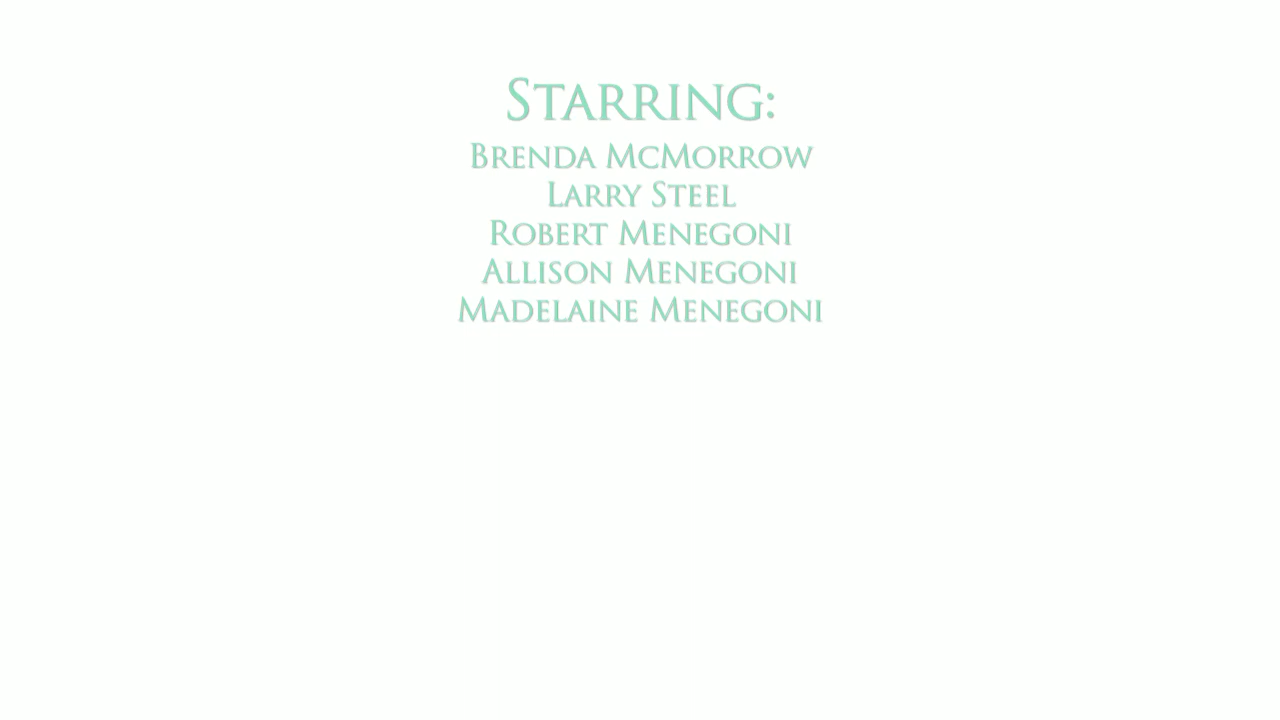 Starring:
Brenda McMorrow
Larry Steel
Robert Menegoni
Allison Menegoni
Madelaine Menegoni